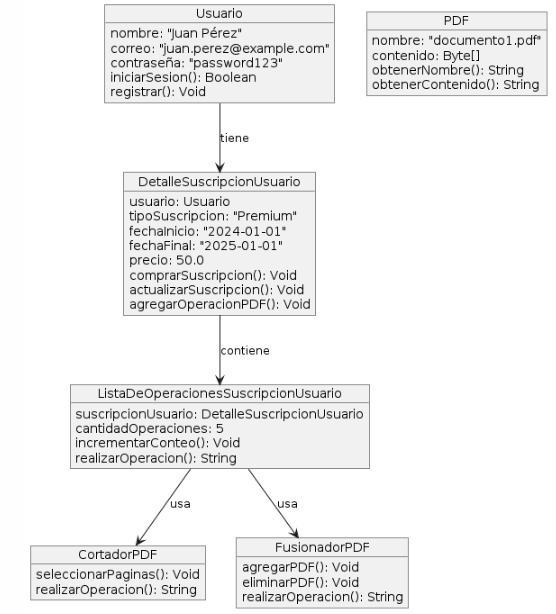 Usuario
nombre: "Juan Pérez"
correo: "juan.perez@example.com"
contraseña: "password123"
iniciarSesion(): Boolean
registrar(): Void
PDF
nombre: "documento1.pdf"
contenido: Byte[]
obtenerNombre(): String
obtenerContenido(): String
tiene
DetalleSuscripcionUsuario
usuario: Usuario
tipoSuscripcion: "Premium"
fechaInicio: "2024-01-01"
fechaFinal: "2025-01-01"
precio: 50.0
comprarSuscripcion(): Void
actualizarSuscripcion(): Void
agregarOperacionPDF(): Void
contiene
ListaDeOperacionesSuscripcionUsuario
suscripcionUsuario: DetalleSuscripcionUsuario
cantidadOperaciones: 5
incrementarConteo(): Void
realizarOperacion(): String
usa
usa
CortadorPDF
seleccionarPaginas(): Void
realizarOperacion(): String
FusionadorPDF
agregarPDF(): Void
eliminarPDF(): Void
realizarOperacion(): String